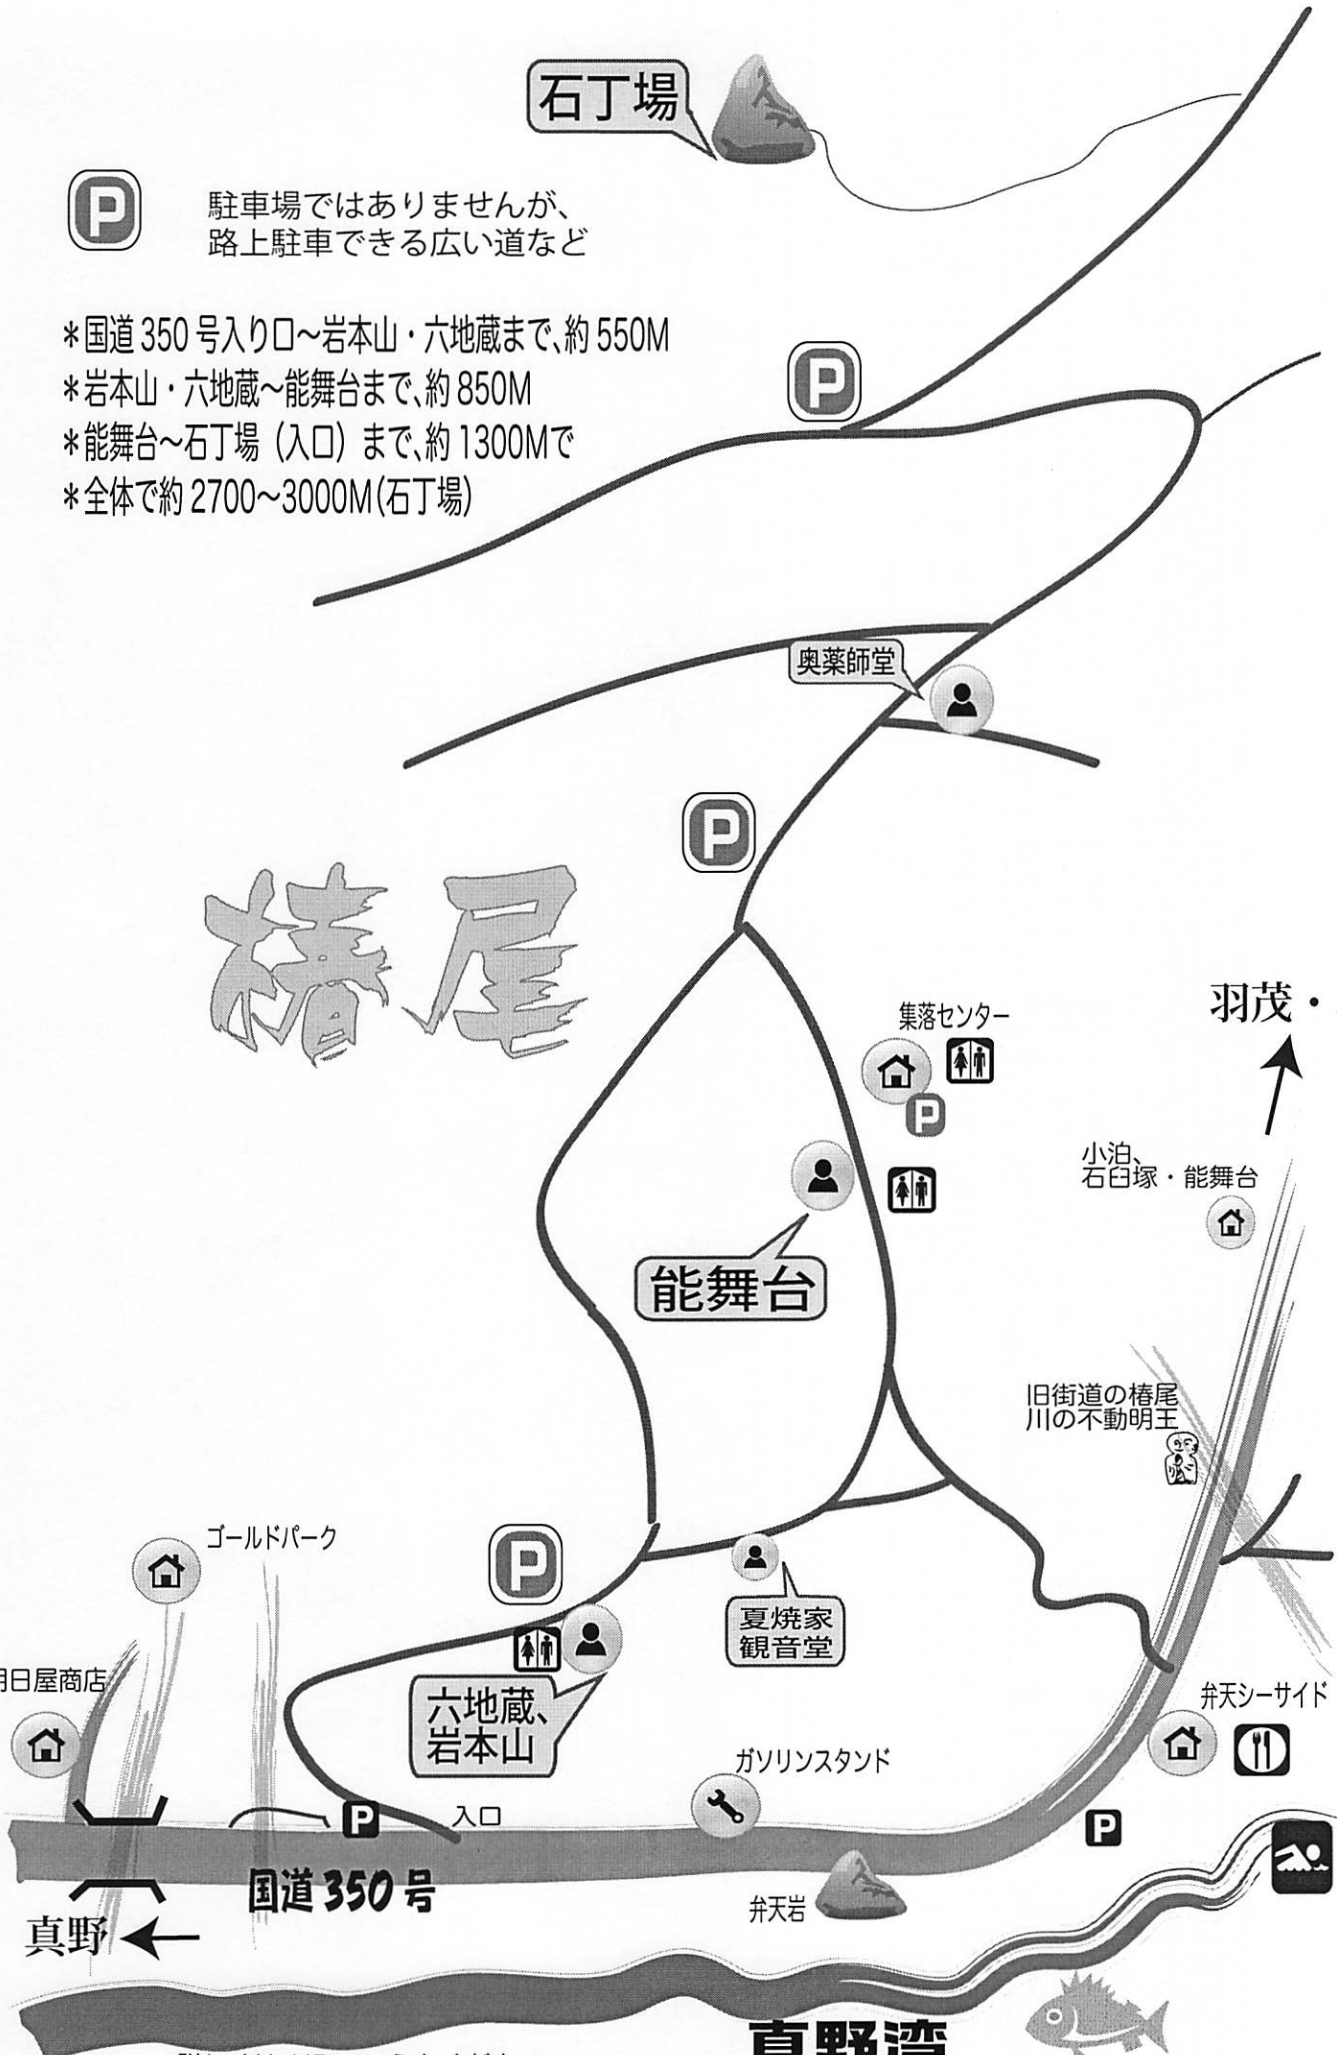 石丁場
P
駐車場ではありませんが、
路上駐車できる広い道など
*国道350号入り口～岩本山・六地蔵まで、約550M
*岩本山・六地蔵～能舞台まで、約850M
*能舞台～石丁場（入口）まで、約1300Mで
*全体で約2700～3000M(石丁場)
P
奥薬師堂
P
椿尾
集落センター
P
羽茂・
小泊、
石臼塚・能舞台
能舞台
旧街道の椿尾
川の不動明王
ゴールドパーク
P
夏焼家
観音堂
日屋商店
六地蔵、
岩本山
弁天シーサイド
ガソリンスタンド
P
入口
P
国道350号
弁天岩
真野
真野湾